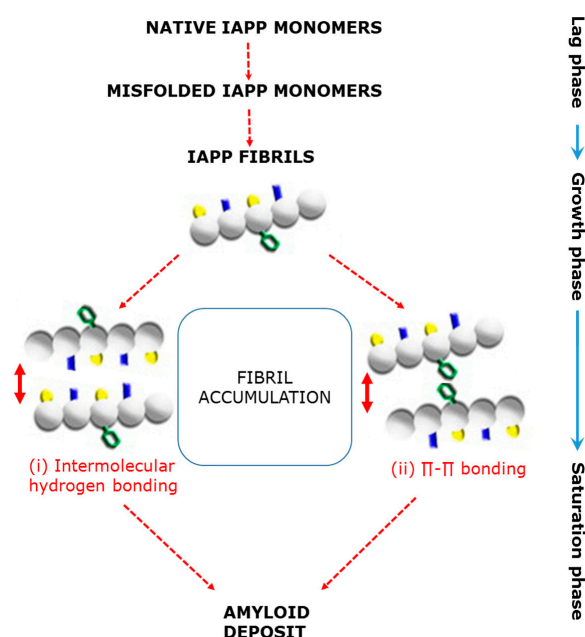 NATIVE IAPP MONOMERS
MISFOLDED IAPP MONOMERS
IAPP FIBRILS
FIBRIL
ACCUMULATION
(i) Intermolecular
hydrogen bonding
(ii) Π-Π bonding
AMYLOID
DEPOSIT
Lag phase
Growth phase
Saturation phase